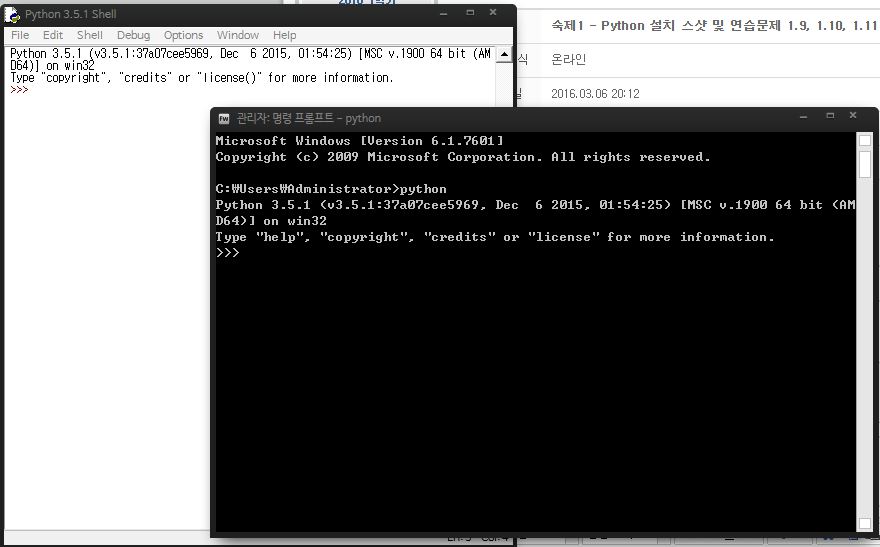 Python 3.5.1 Shell
File Edit Shell Debug Options Window Help
Python 3.5.1 (v3.5.1:37a07cee5969, Dec  6 2015, 01:54:25) [MSC v.1900 64 bit (AM
D64)] on win32
Type "copyright", "credits" or "license()" for more information.
>>>
숙제1 - Python 설치 스샷 및 연습문제 1.9, 1.10, 1.11
식 온라인
일 2016.03.06 20:12
관리자: 명령 프롬프트 - python
Microsoft Windows [Version 6.1.7601]
Copyright (c) 2009 Microsoft Corporation. All rights reserved.
C:₩Users₩Administrator>python
Python 3.5.1 (v3.5.1:37a07cee5969, Dec  6 2015, 01:54:25) [MSC v.1900 64 bit (AM
D64)] on win32
Type "help", "copyright", "credits" or "license" for more information.
>>>